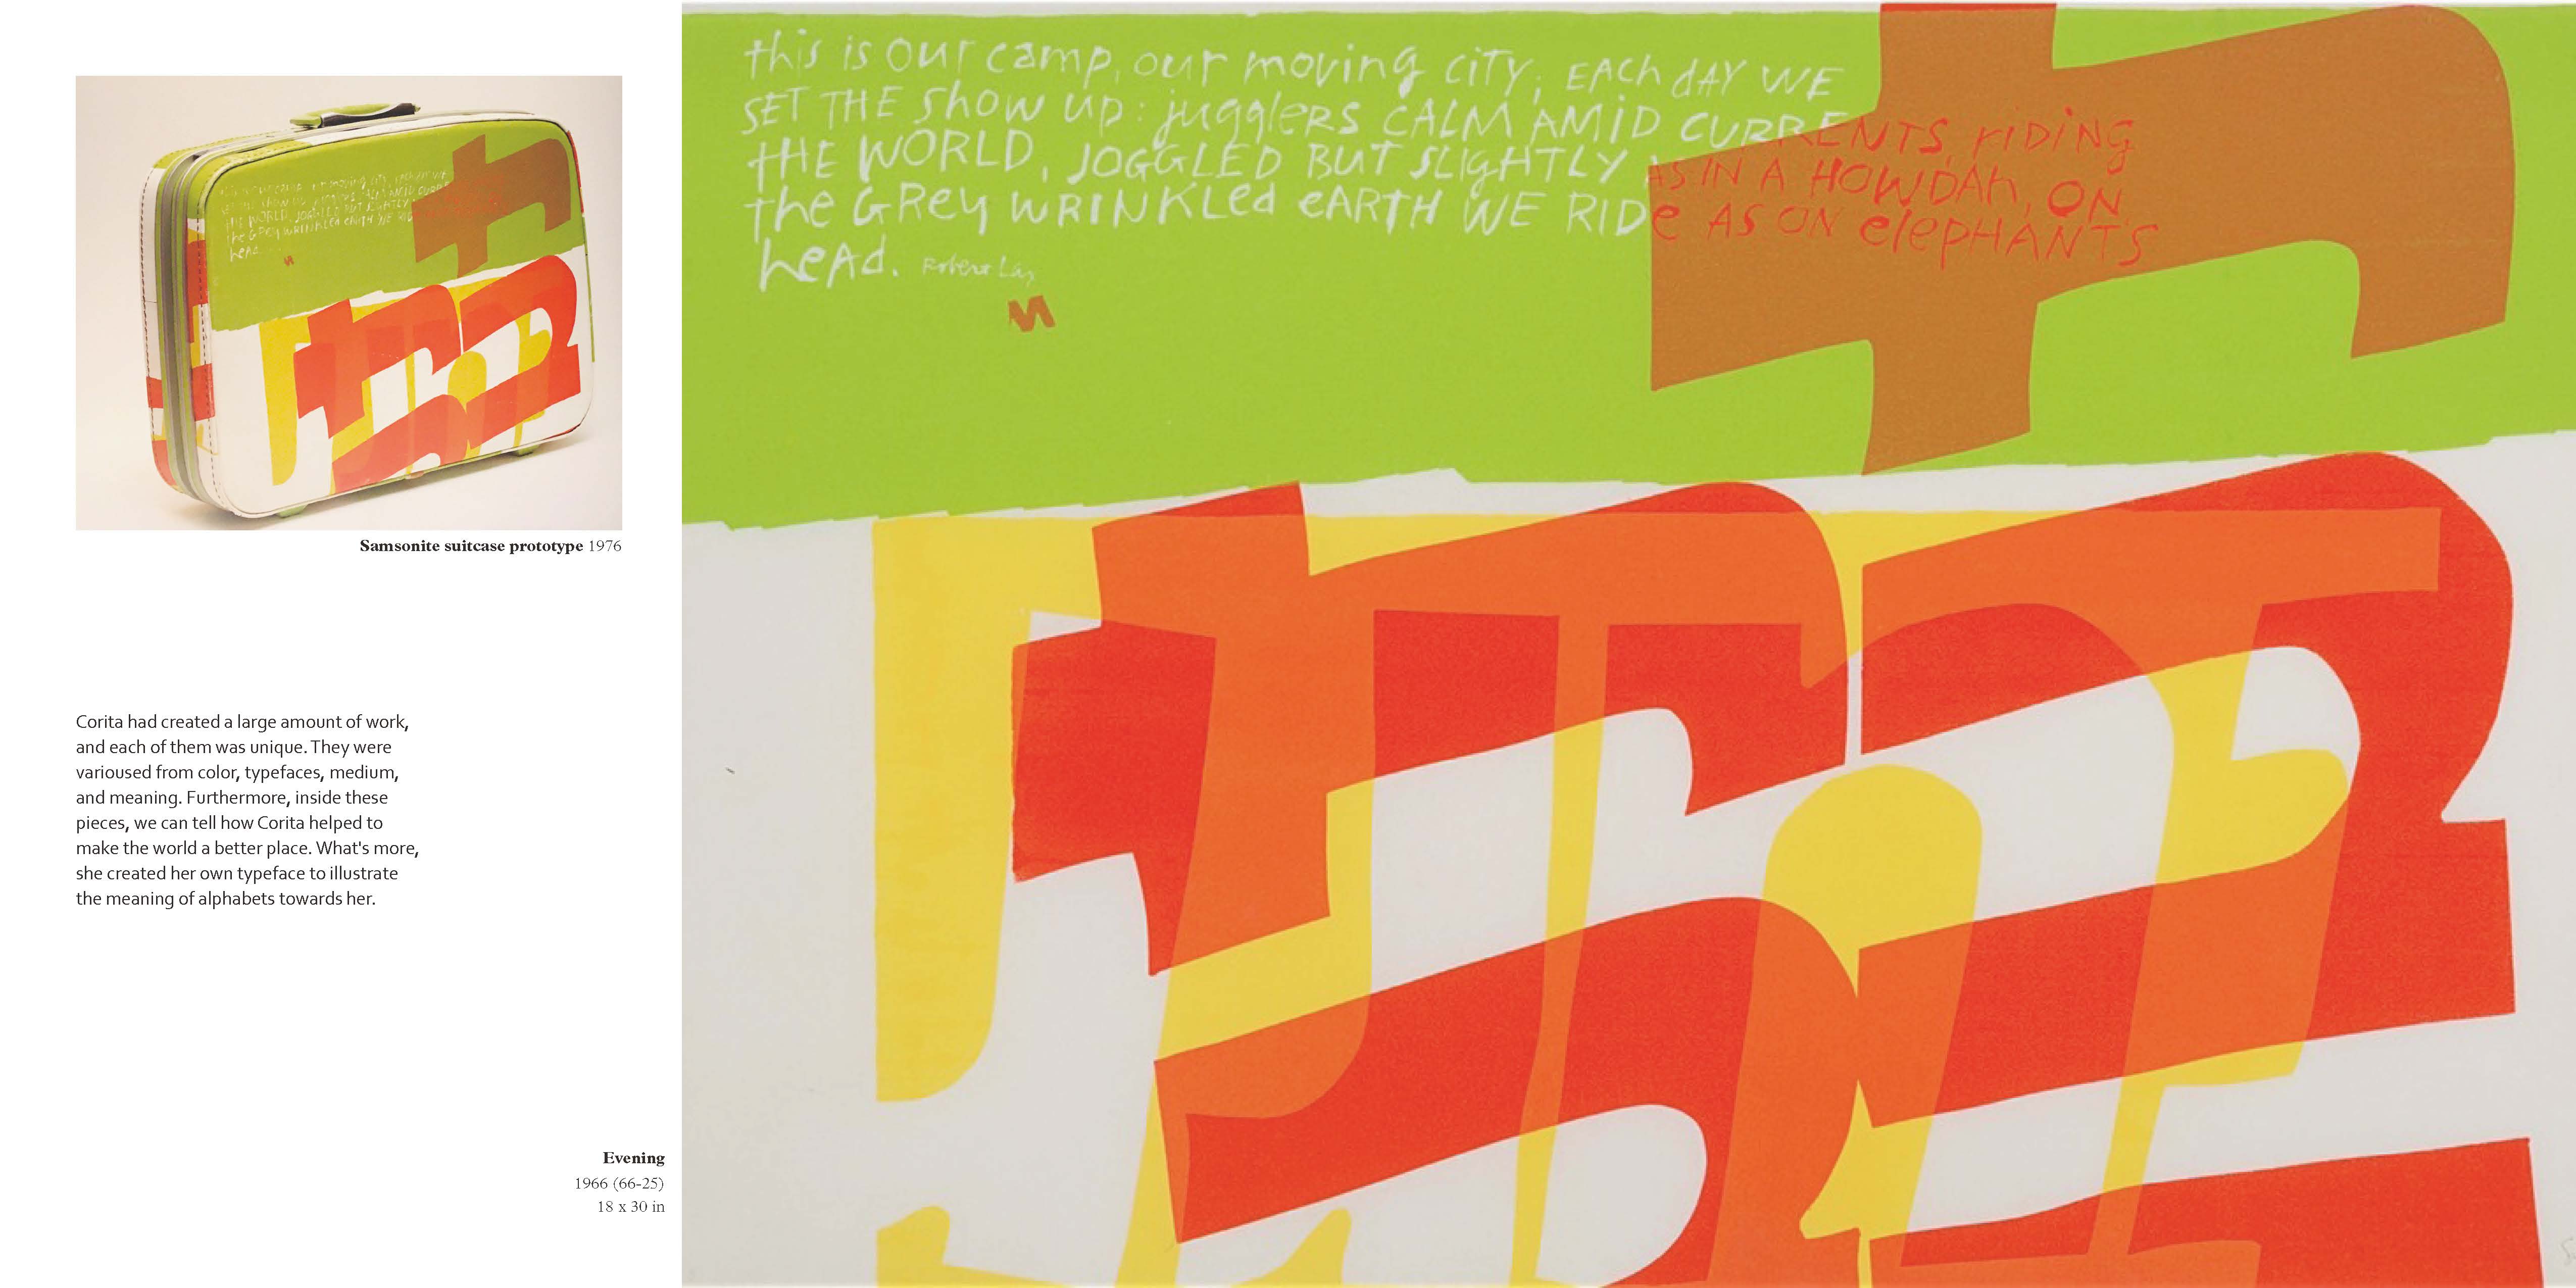 Samsonite suitcase prototype 1976
Corita had created a large amount of work,
and each of them was unique. They were
varioused from color, typefaces, medium,
and meaning. Furthermore, inside these
pieces, we can tell how Corita helped to
make the world a better place. What's more,
she created her own typeface to illustrate
the meaning of alphabets towards her.
Evening
1966 (66-25)
18 x 30 in
this is our camp, our moving ciTy; EAch dAY WE
SET THE show up: jugglers CALM AMiD CURRENTS, riDiNG
tHE WORLD, JOGGLED BUT SLigHTLY AS IN A HOWDAh, ON
the GRey WRINKLed eARTH WE RIDe AS ON elepHANTS
heAd. Robert Lax